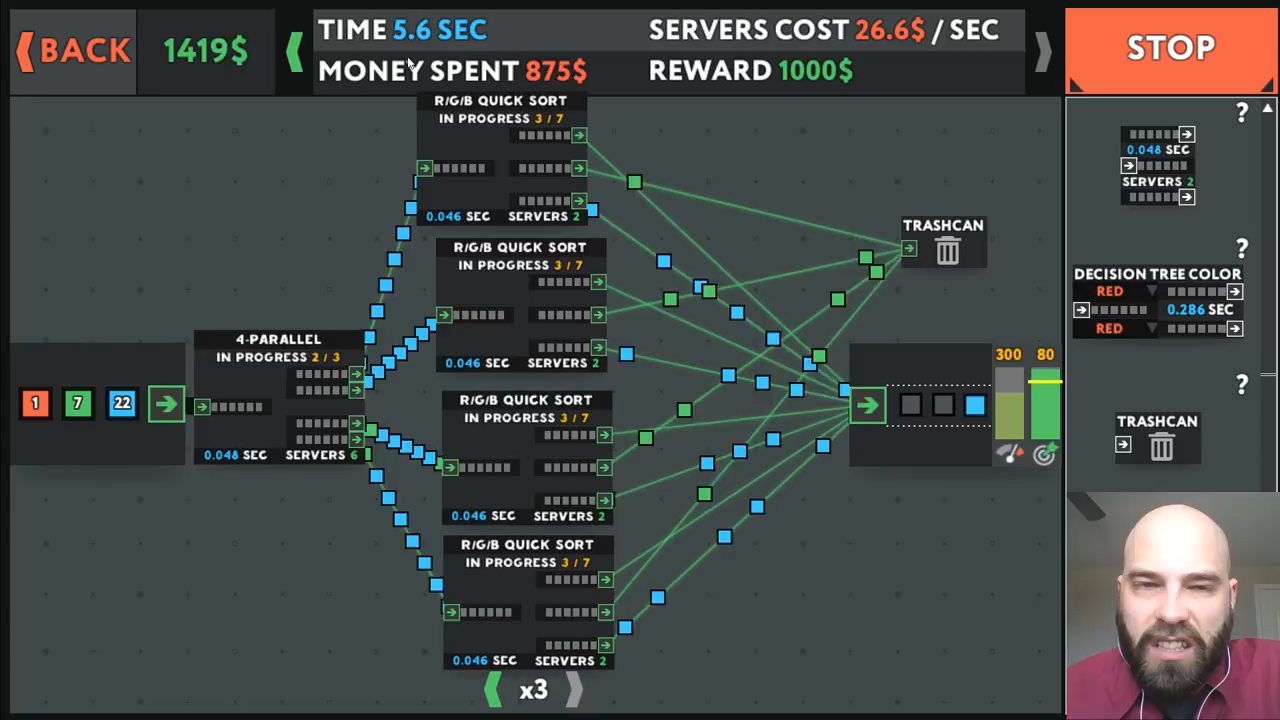 BACK
1419$
TIME 5.6 SEC
SERVERS COST 26.6$ / SEC
MONEY SPENT 875$
REWARD 1000$
STOP
R/G/B QUICK SORT
IN PROGRESS 3 / 7
0.046 SEC SERVERS 2
R/G/B QUICK SORT
IN PROGRESS 3 / 7
0.046 SEC SERVERS 2
4-PARALLEL
IN PROGRESS 2 / 3
0.048 SEC SERVERS 6
1 7 22
R/G/B QUICK SORT
IN PROGRESS 3 / 7
0.046 SEC SERVERS 2
R/G/B QUICK SORT
IN PROGRESS 3 / 7
0.046 SEC SERVERS 2
TRASHCAN
300 80
x3
?
0.048 SEC
SERVERS 2
?
DECISION TREE COLOR
RED
0.286 SEC
RED
?
TRASHCAN